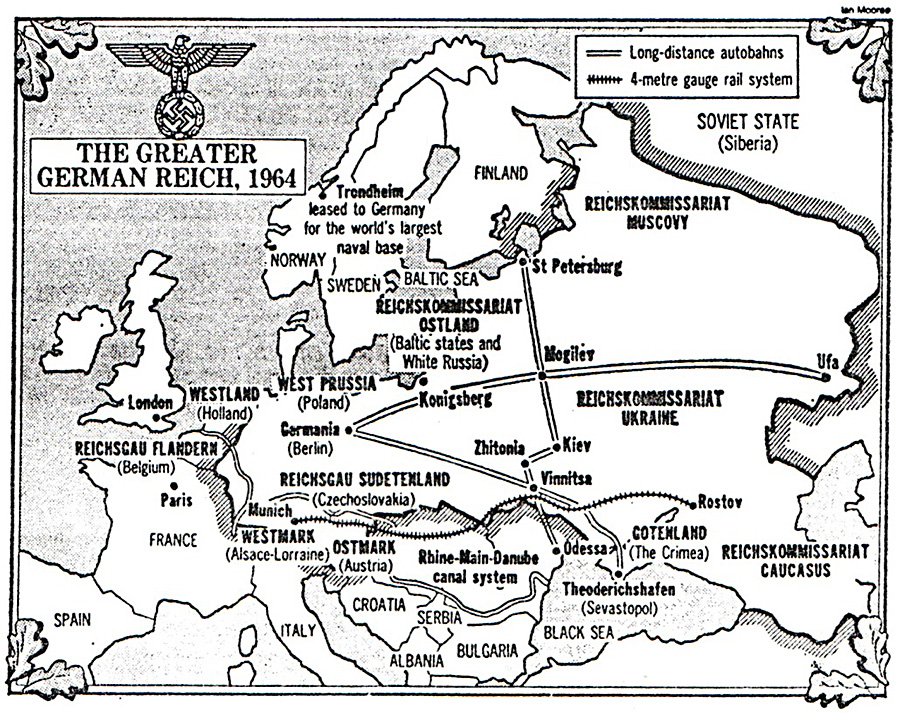 Ian Moores
Long-distance autobahns
4-metre gauge rail system
THE GREATER
GERMAN REICH, 1964
SOVIET STATE
(Siberia)
FINLAND
REICHSKOMMISSARIAT
MUSCOVY
Trondheim
leased to Germany
for the world's largest
naval base
NORWAY
SWEDEN
BALTIC SEA
St Petersburg
REICHSKOMMISSARIAT
OSTLAND
(Baltic states and
White Russia)
Mogilev
Ufa
WEST PRUSSIA
(Poland)
Konigsberg
WESTLAND
(Holland)
London
REICHSKOMMISSARIAT
UKRAINE
Germania
(Berlin)
REICHSGAU FLANDERN
(Belgium)
Zhitonia
Kiev
Paris
REICHSGAU SUDETENLAND
(Czechoslovakia)
Vinnitsa
Munich
Rostov
FRANCE
WESTMARK
(Alsace-Lorraine)
OSTMARK
(Austria)
Rhine-Main-Danube
canal system
Odessa
GOTENLAND
(The Crimea)
REICHSKOMMISSARIAT
CAUCASUS
Theoderichshafen
(Sevastopol)
CROATIA
SERBIA
SPAIN
ITALY
BLACK SEA
ALBANIA
BULGARIA